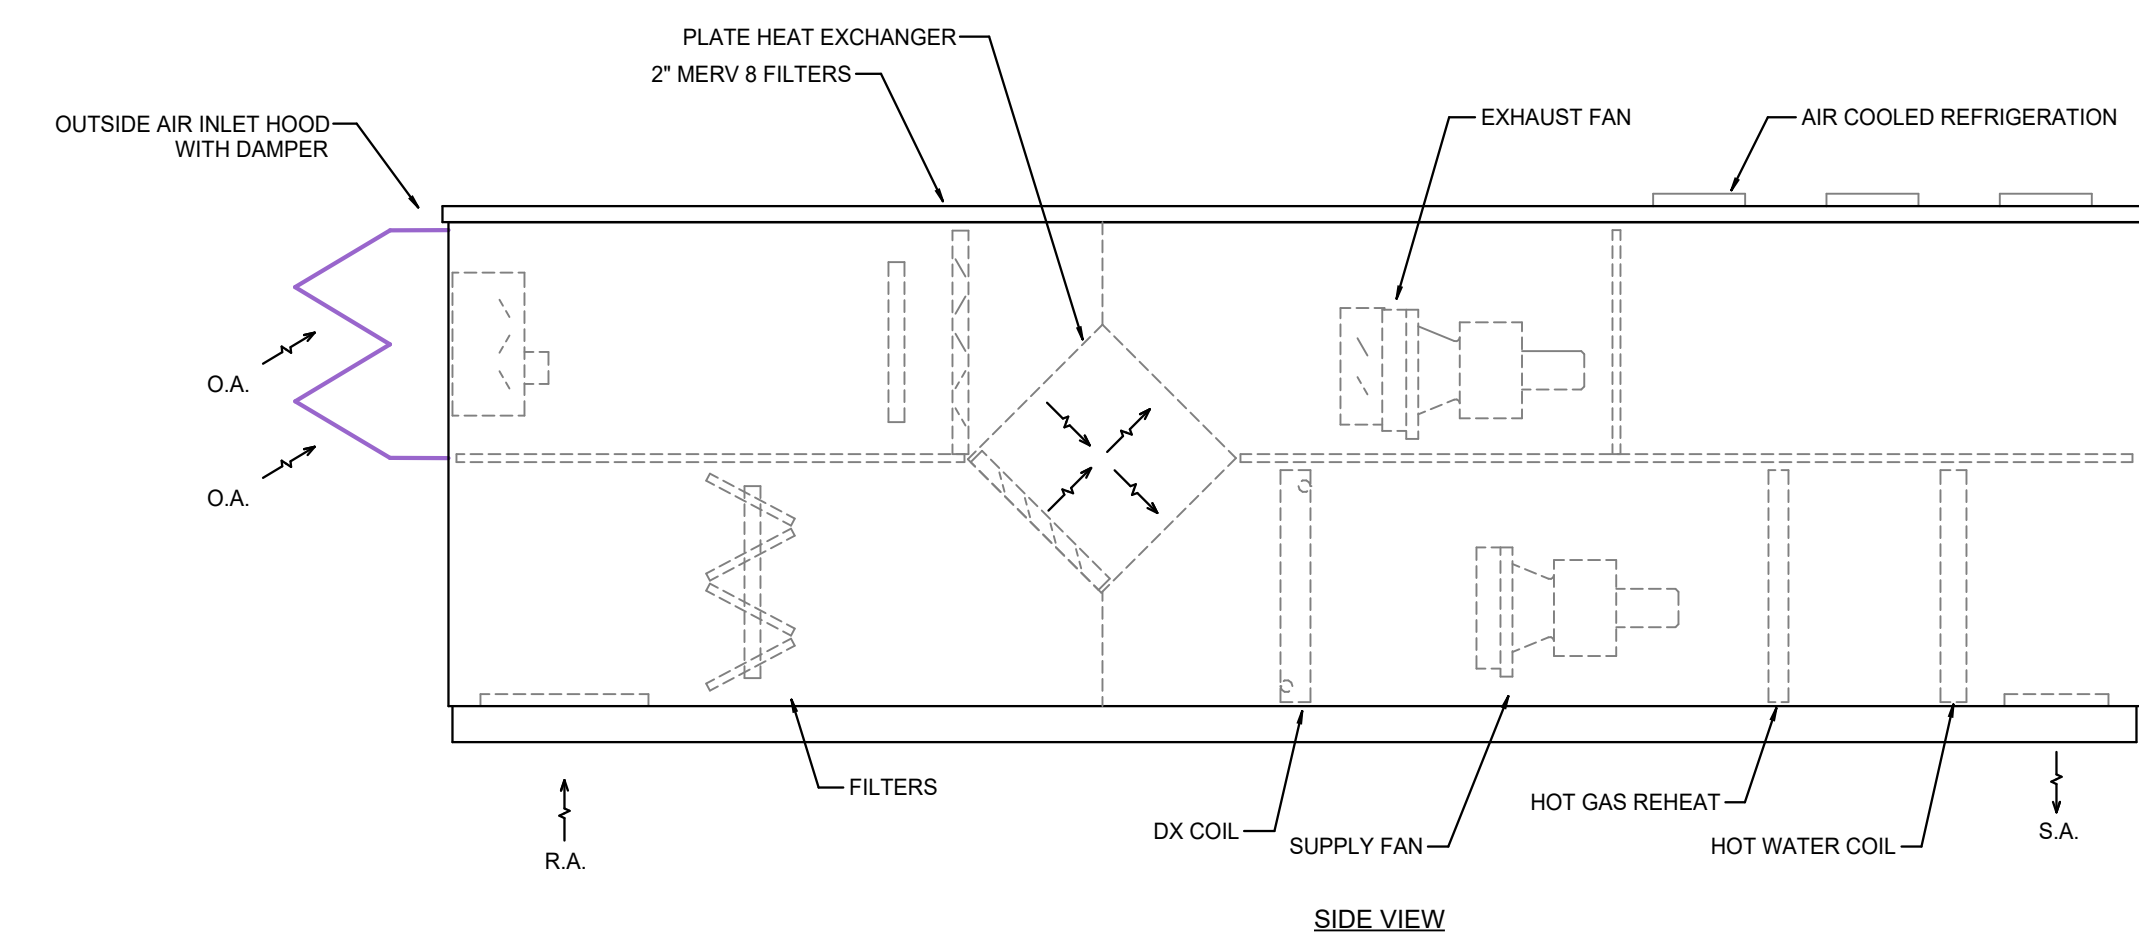 PLATE HEAT EXCHANGER
2" MERV 8 FILTERS
OUTSIDE AIR INLET HOOD
WITH DAMPER
EXHAUST FAN
AIR COOLED REFRIGERATION
O.A.
O.A.
FILTERS
HOT GAS REHEAT
DX COIL
SUPPLY FAN
HOT WATER COIL
S.A.
R.A.
SIDE VIEW